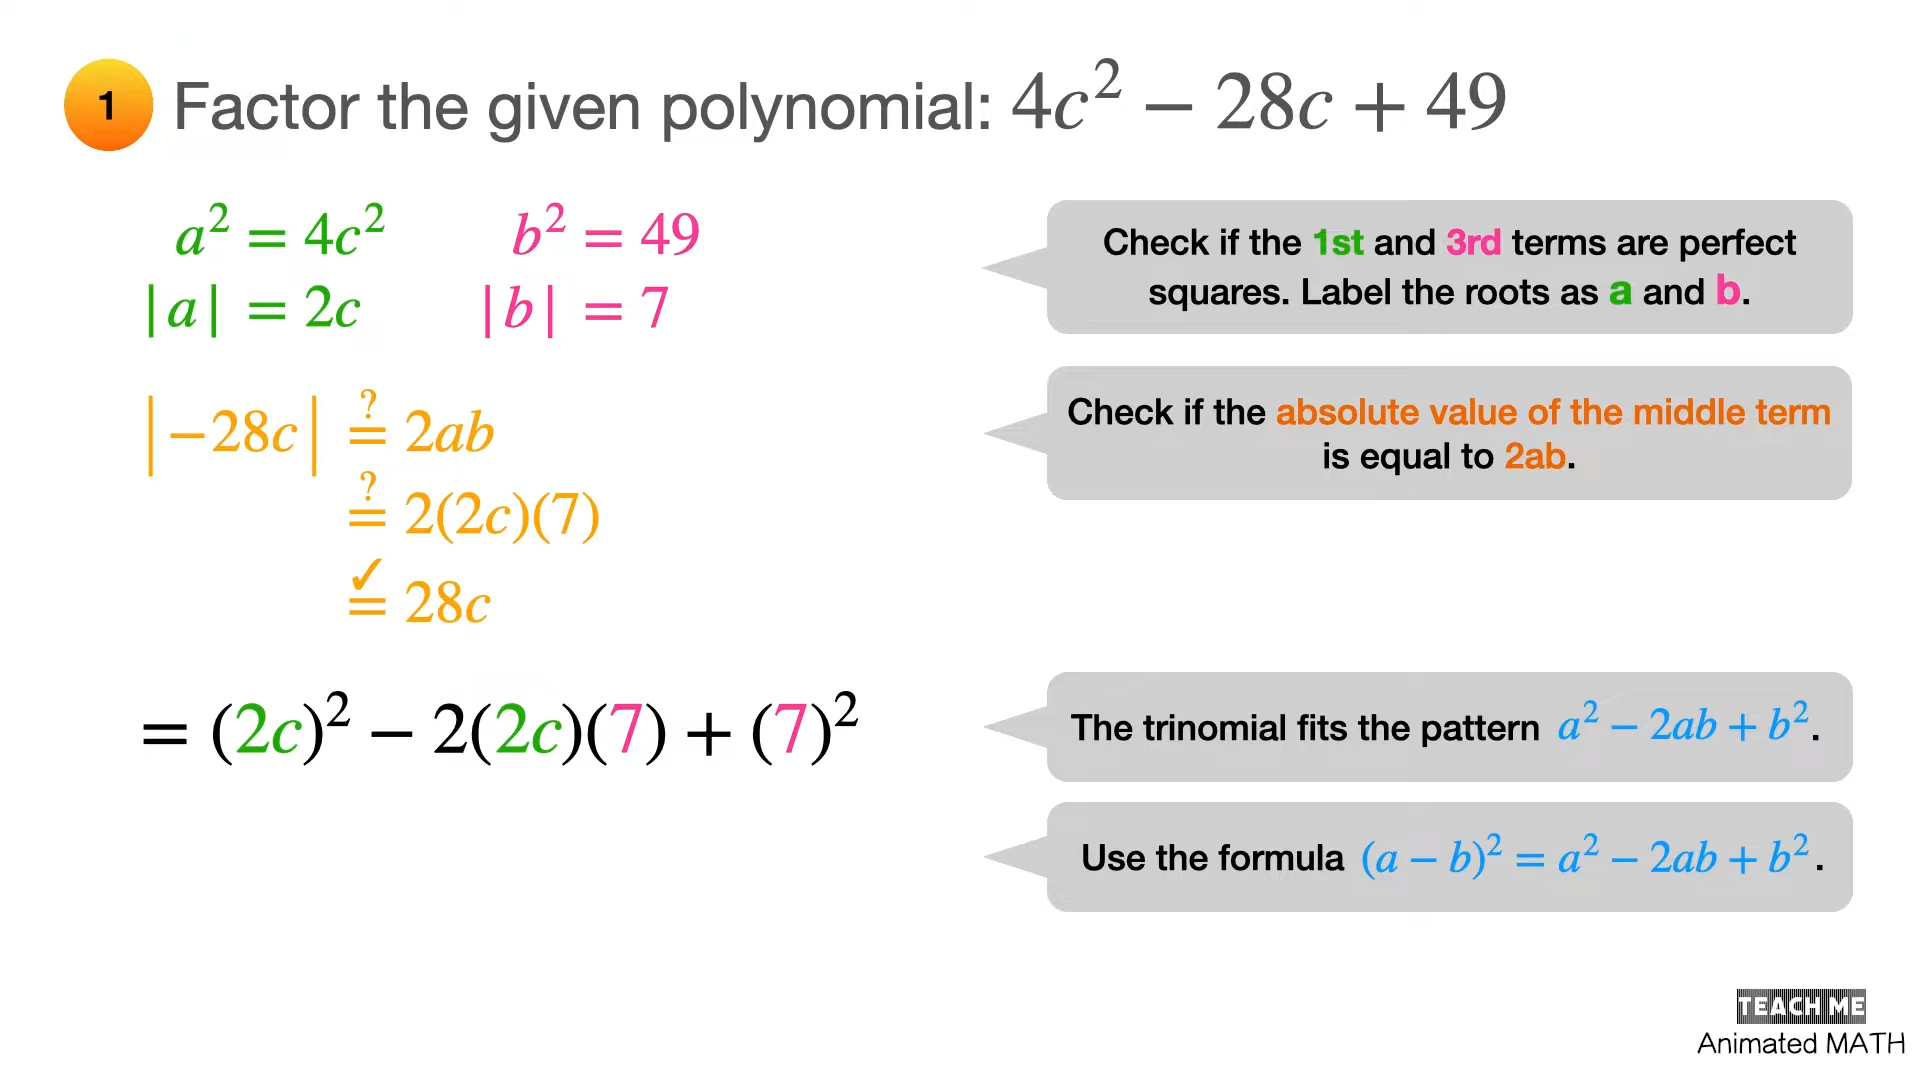 1 Factor the given polynomial: 4c² − 28c + 49
a² = 4c² b² = 49
|a| = 2c |b| = 7
Check if the 1st and 3rd terms are perfect
squares. Label the roots as a and b.
|−28c| ≟ 2ab
≟ 2(2c)(7)
✓
= 28c
Check if the absolute value of the middle term
is equal to 2ab.
= (2c)² − 2(2c)(7) + (7)²
The trinomial fits the pattern a² − 2ab + b².
Use the formula (a − b)² = a² − 2ab + b².
TEACH ME
Animated MATH